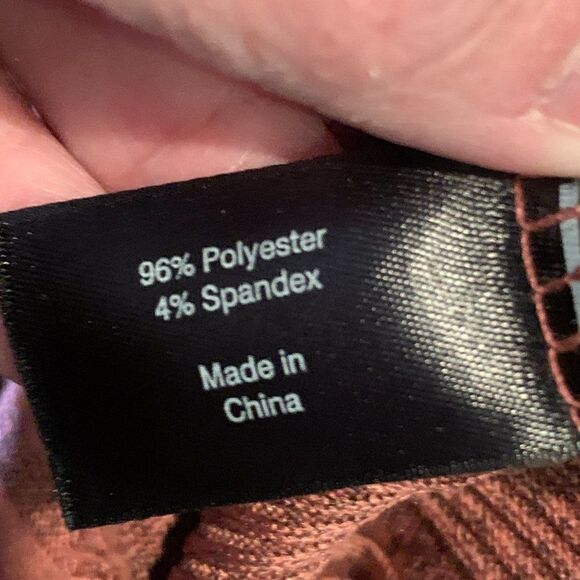 96% Polyester
4% Spandex
Made in
China